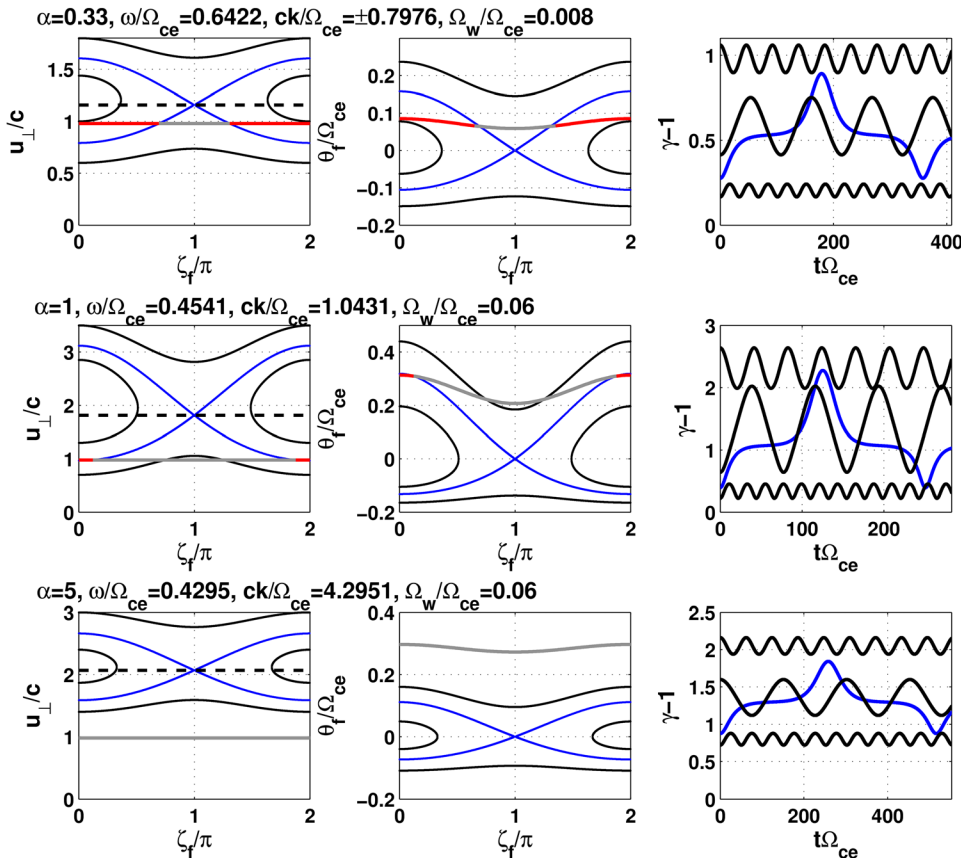 α=0.33, ω/Ω_ce=0.6422, ck/Ω_ce=±0.7976, Ω_w/Ω_ce=0.008
u_⊥/c
1.5
1
0.5
0
0 1 2
ζ_f/π
θ_f/Ω_ce
0.2
0.1
0
−0.1
−0.2
0 1 2
ζ_f/π
γ−1
1
0.5
0
0 200 400
tΩ_ce
α=1, ω/Ω_ce=0.4541, ck/Ω_ce=1.0431, Ω_w/Ω_ce=0.06
u_⊥/c
3
2
1
0
0 1 2
ζ_f/π
θ_f/Ω_ce
0.4
0.2
0
−0.2
0 1 2
ζ_f/π
γ−1
3
2
1
0
0 100 200
tΩ_ce
α=5, ω/Ω_ce=0.4295, ck/Ω_ce=4.2951, Ω_w/Ω_ce=0.06
u_⊥/c
3
2
1
0
0 1 2
ζ_f/π
θ_f/Ω_ce
0.4
0.2
0
−0.2
0 1 2
ζ_f/π
γ−1
2.5
2
1.5
1
0.5
0
0 200 400
tΩ_ce